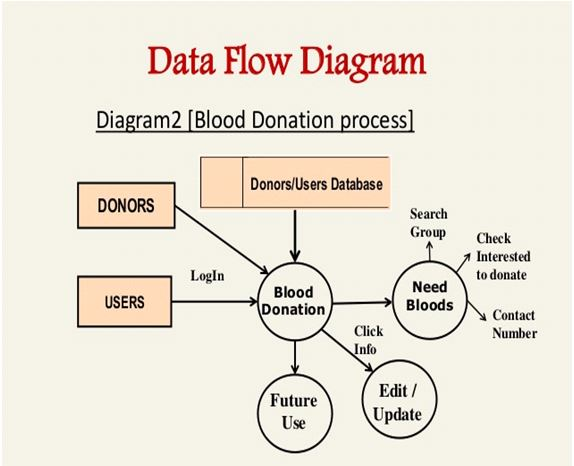 Data Flow Diagram
Diagram2 [Blood Donation process]
Donors/Users Database
DONORS
Search
Group
Check
Interested
to donate
LogIn
USERS
Blood
Donation
Need
Bloods
Contact
Number
Click
Info
Future
Use
Edit /
Update